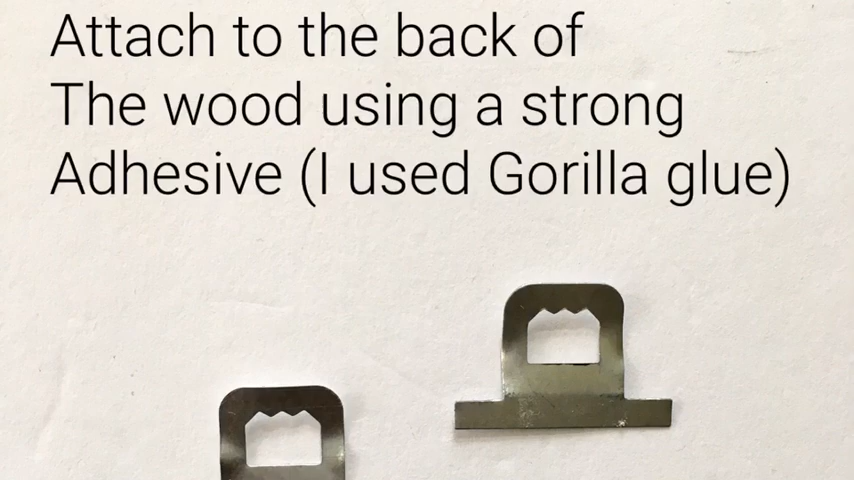 Attach to the back of
The wood using a strong
Adhesive (I used Gorilla glue)